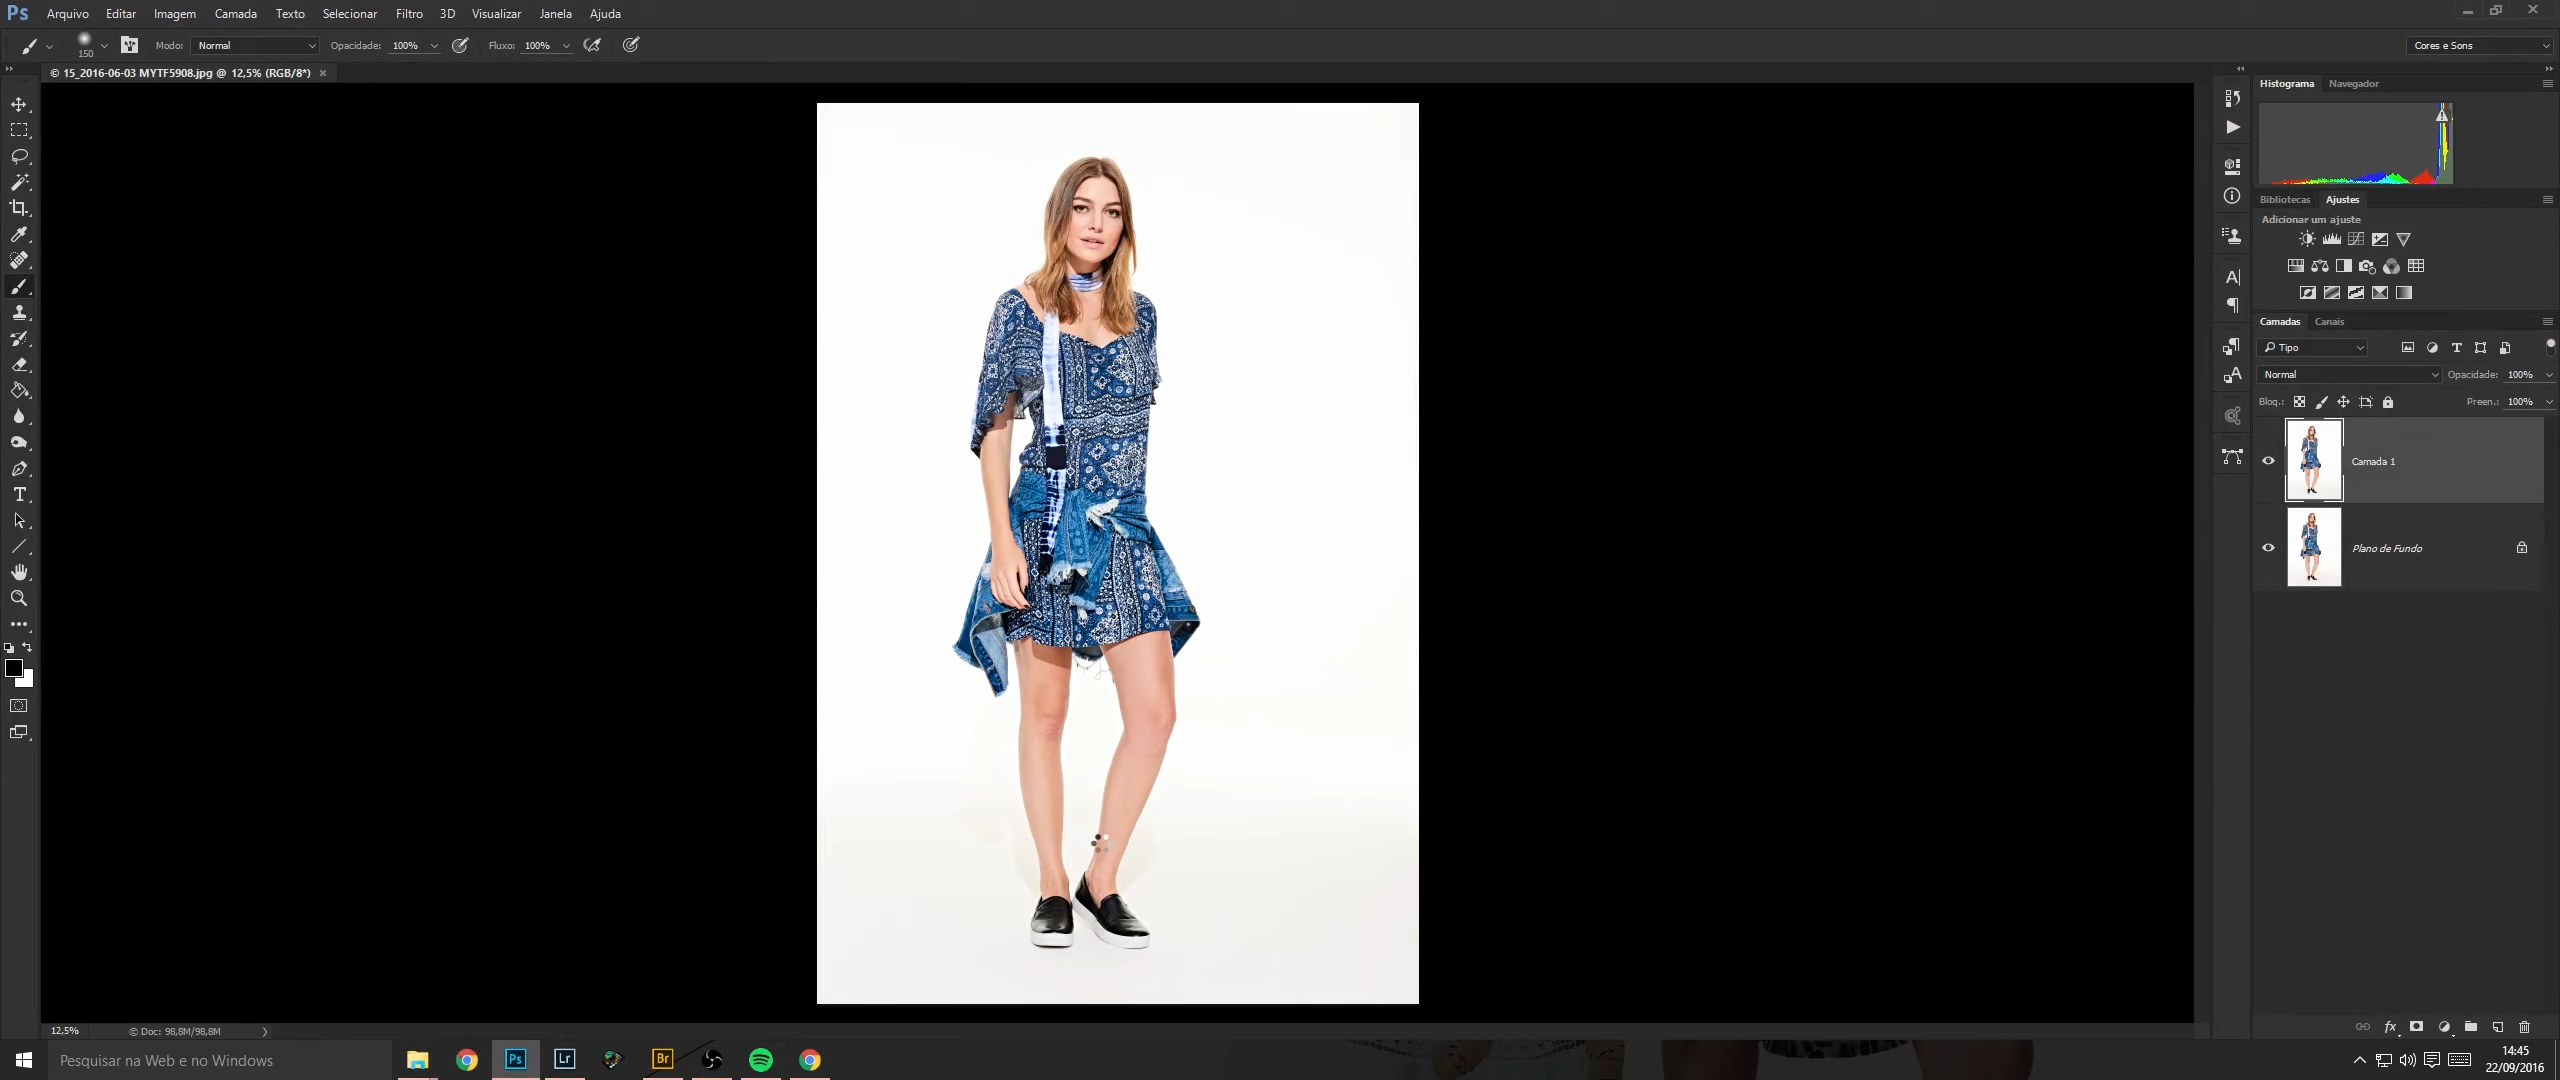 Ps Arquivo Editar Imagem Camada Texto Selecionar Filtro 3D Visualizar Janela Ajuda
150 Modo: Normal Opacidade: 100% Fluxo: 100% Cores e Sons
© 15_2016-06-03 MYTF5908.jpg @ 12,5% (RGB/8*) ×
Histograma Navegador
Bibliotecas Ajustes
Adicionar um ajuste
Camadas Canais
Tipo
Normal Opacidade: 100%
Bloq.: Preen.: 100%
Camada 1
Plano de Fundo
12,5% © Doc: 98,8M/98,8M
fx
Pesquisar na Web e no Windows Ps Lr Br 14:45
22/09/2016